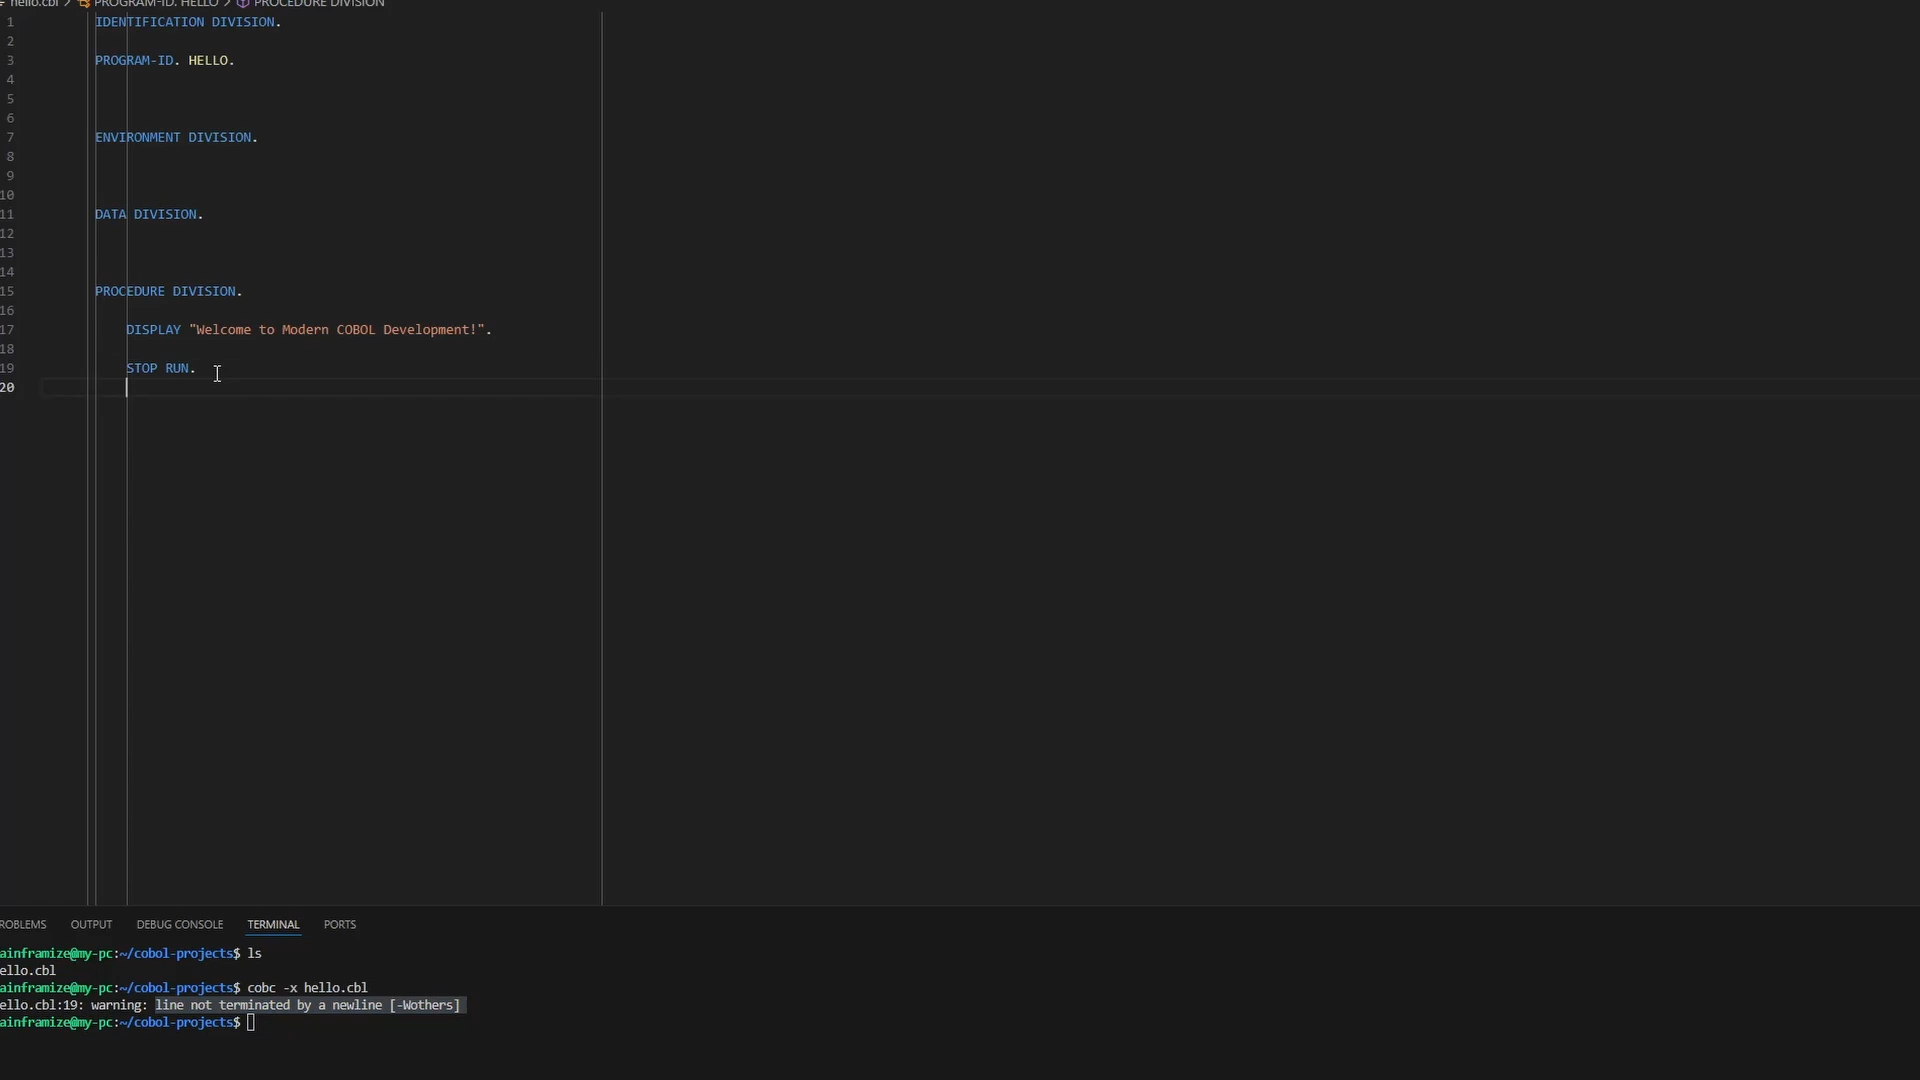 hello.cbl > PROGRAM-ID. HELLO > PROCEDURE DIVISION
1 IDENTIFICATION DIVISION.
2
3 PROGRAM-ID. HELLO.
4
5
6
7 ENVIRONMENT DIVISION.
8
9
10
11 DATA DIVISION.
12
13
14
15 PROCEDURE DIVISION.
16
17 DISPLAY "Welcome to Modern COBOL Development!".
18
19 STOP RUN.
20
ROBLEMS OUTPUT DEBUG CONSOLE TERMINAL PORTS
ainframize@my-pc:~/cobol-projects$ ls
ello.cbl
ainframize@my-pc:~/cobol-projects$ cobc -x hello.cbl
ello.cbl:19: warning: line not terminated by a newline [-Wothers]
ainframize@my-pc:~/cobol-projects$